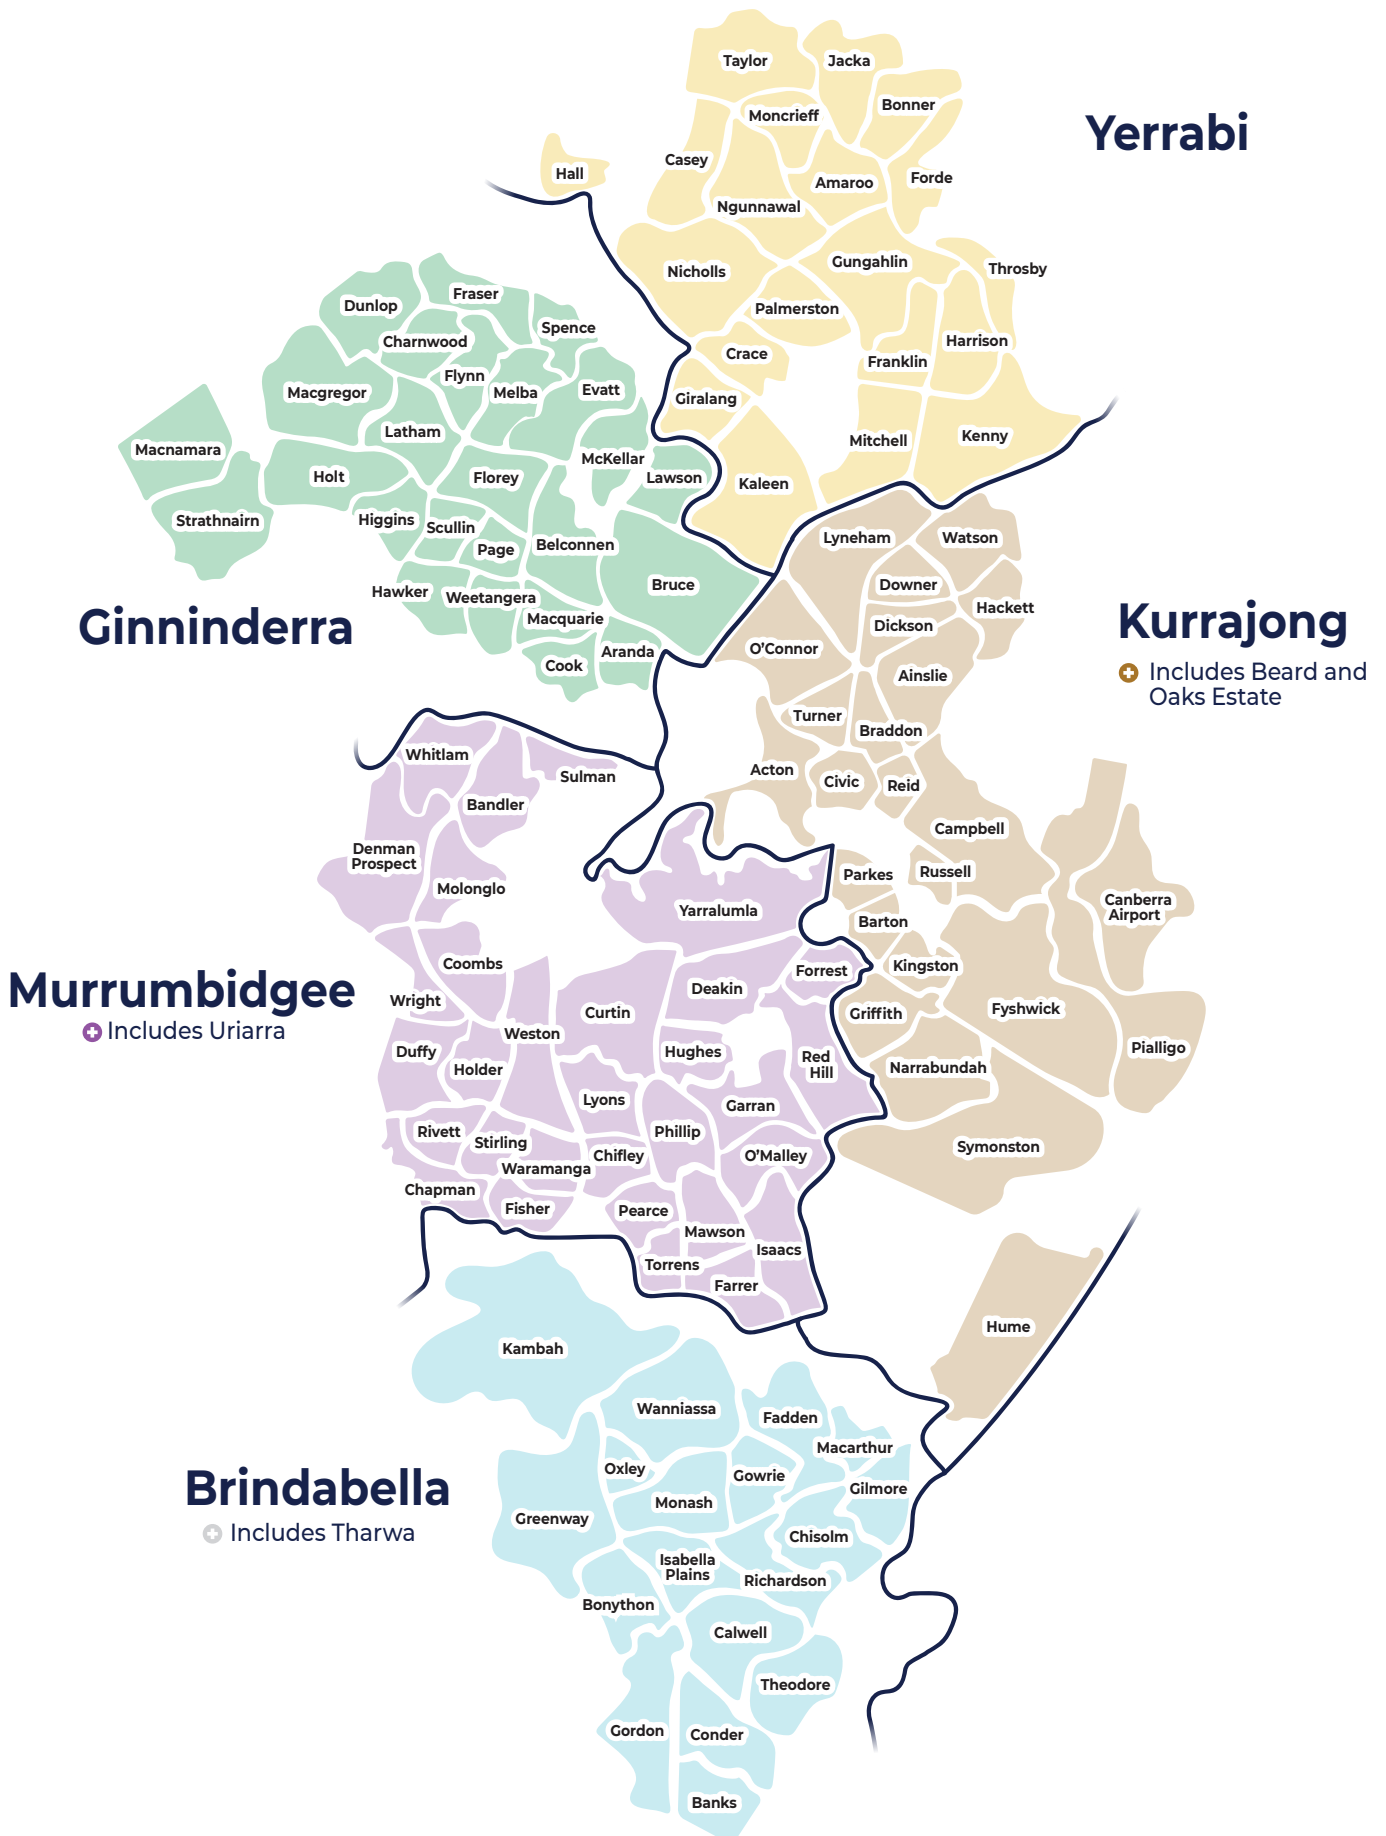 Yerrabi
Taylor
Jacka
Bonner
Moncrieff
Casey
Hall
Amaroo
Forde
Ngunnawal
Nicholls
Gungahlin
Throsby
Palmerston
Crace
Franklin
Harrison
Giralang
Mitchell
Kenny
Kaleen
Ginninderra
Dunlop
Fraser
Spence
Charnwood
Flynn
Melba
Evatt
Macgregor
Latham
Macnamara
Holt
Florey
McKellar
Lawson
Strathnairn
Higgins
Scullin
Page
Belconnen
Bruce
Hawker
Weetangera
Macquarie
Cook
Aranda
Kurrajong
Includes Beard and
Oaks Estate
Lyneham
Watson
Downer
Hackett
Dickson
O’Connor
Ainslie
Turner
Braddon
Acton
Civic
Reid
Campbell
Parkes
Russell
Canberra
Airport
Barton
Kingston
Griffith
Fyshwick
Pialligo
Narrabundah
Symonston
Hume
Murrumbidgee
Includes Uriarra
Whitlam
Sulman
Bandler
Denman
Prospect
Molonglo
Yarralumla
Coombs
Wright
Deakin
Forrest
Curtin
Weston
Duffy
Holder
Hughes
Red
Hill
Lyons
Garran
Rivett
Stirling
Phillip
Waramanga
Chifley
O’Malley
Chapman
Fisher
Pearce
Mawson
Isaacs
Torrens
Farrer
Brindabella
Includes Tharwa
Kambah
Wanniassa
Fadden
Macarthur
Oxley
Gowrie
Gilmore
Monash
Greenway
Chisolm
Isabella
Plains
Richardson
Bonython
Calwell
Theodore
Gordon
Conder
Banks